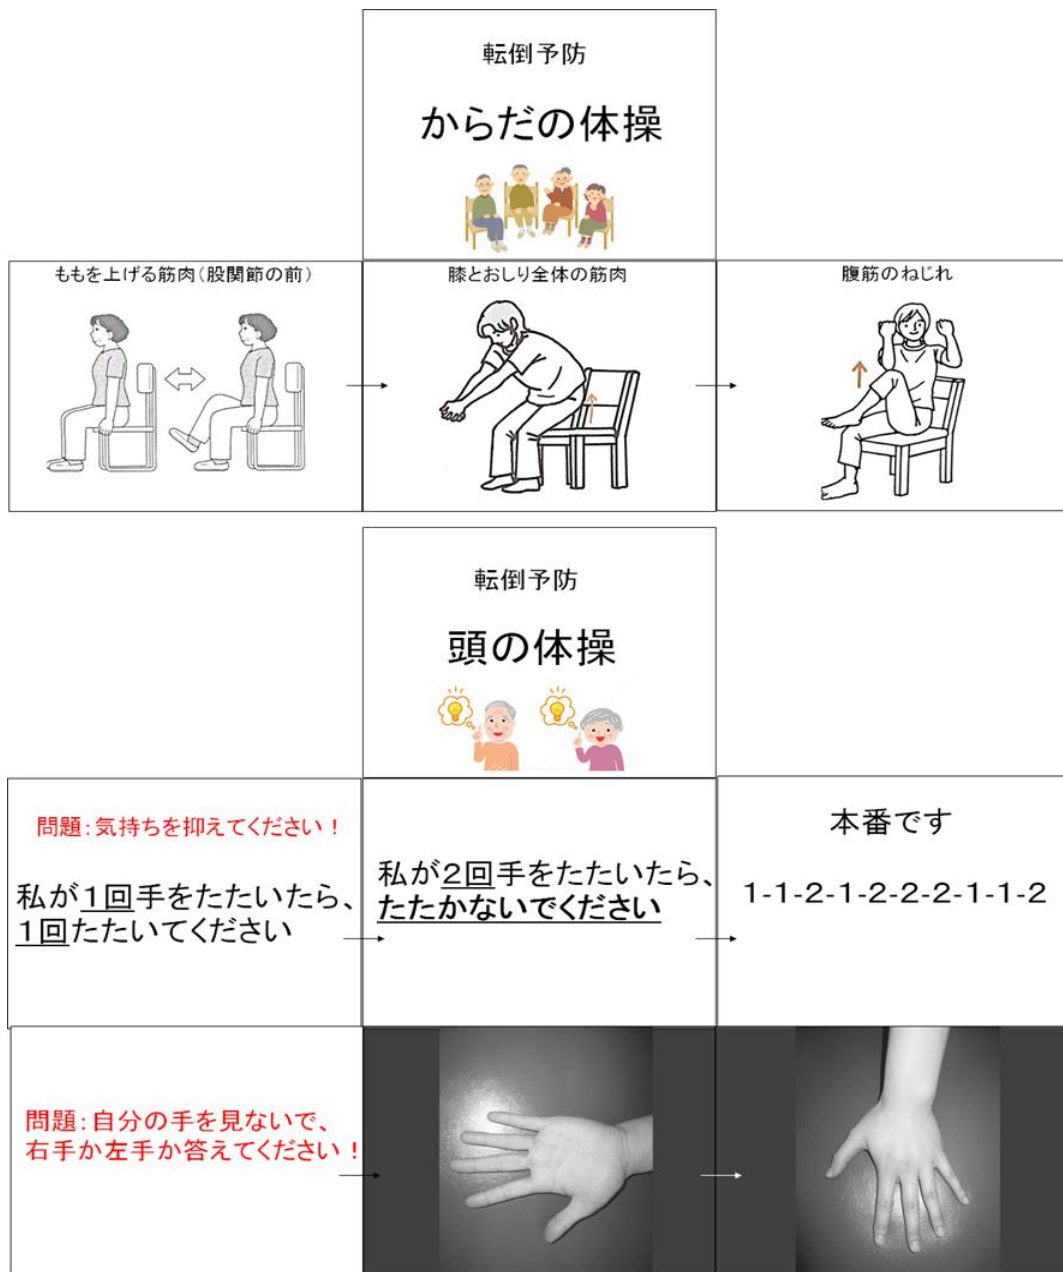 転倒予防
からだの体操
ももを上げる筋肉(股関節の前)
膝とおしり全体の筋肉
腹筋のねじれ
転倒予防
頭の体操
問題:気持ちを抑えてください!
私が1回手をたたいたら、
1回たたいてください
私が2回手をたたいたら、
たたかないでください
本番です
1-1-2-1-2-2-2-1-1-2
問題:自分の手を見ないで、
右手か左手か答えてください!